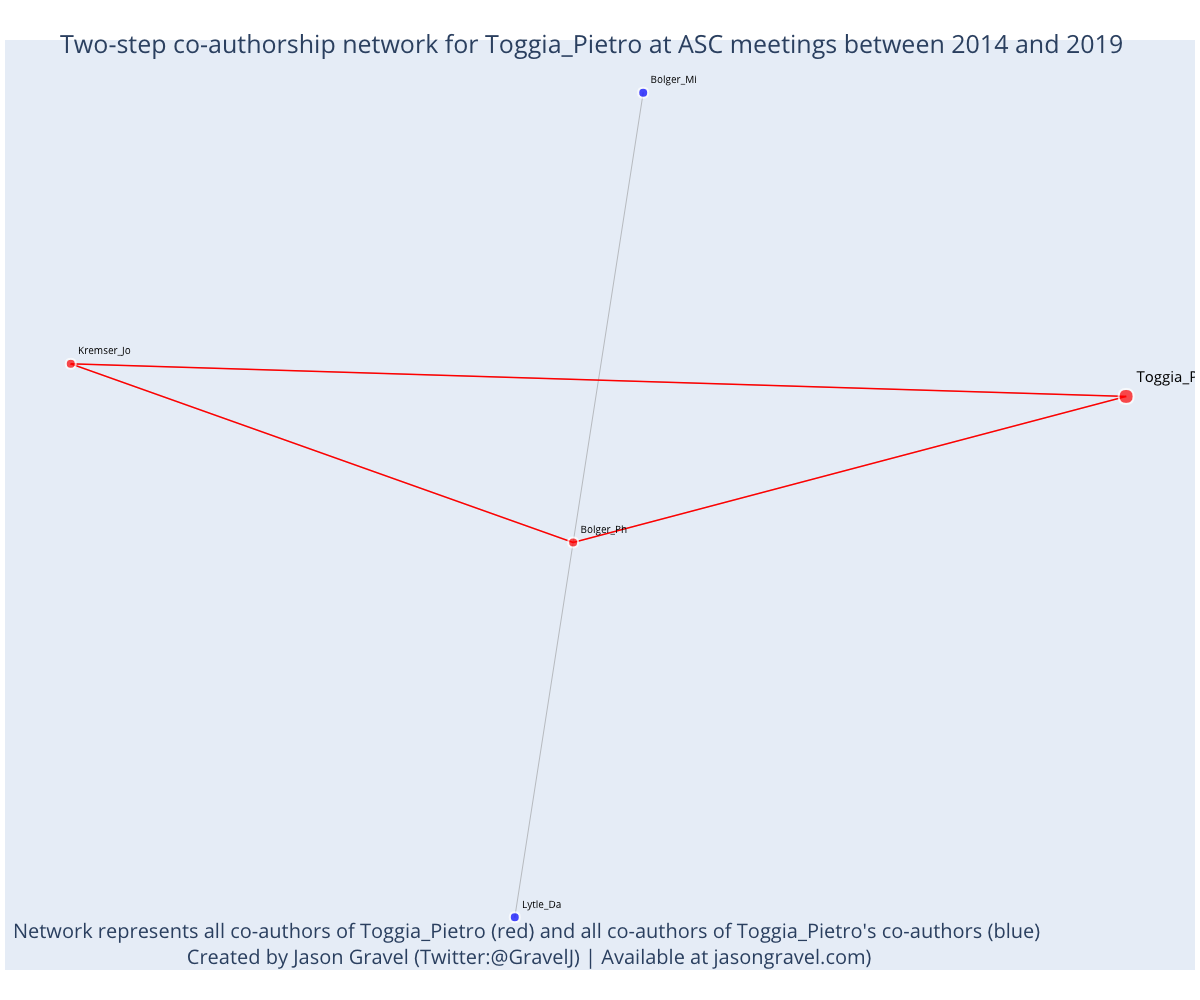 Two-step co-authorship network for Toggia_Pietro at ASC meetings between 2014 and 2019
Bolger_Mi
Kremser_Jo
Toggia_P
Bolger_Ph
Lytle_Da
Network represents all co-authors of Toggia_Pietro (red) and all co-authors of Toggia_Pietro's co-authors (blue)
Created by Jason Gravel (Twitter:@GravelJ) | Available at jasongravel.com)